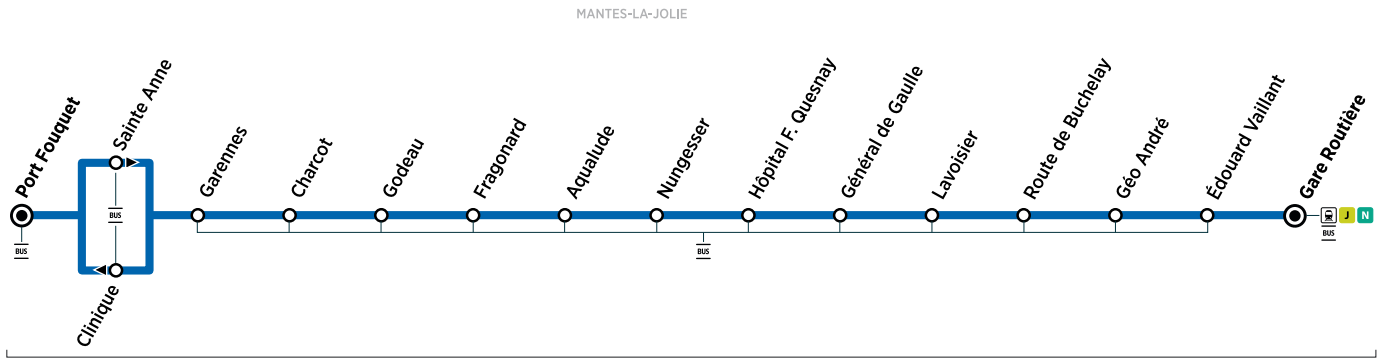 MANTES-LA-JOLIE
Port Fouquet
BUS
Sainte Anne
BUS
Clinique
Garennes
Charcot
Godeau
Fragonard
Aqualude
Nungesser
Hôpital F. Quesnay
Général de Gaulle
Lavoisier
Route de Buchelay
Géo André
Édouard Vaillant
BUS
Gare Routière
J N
BUS